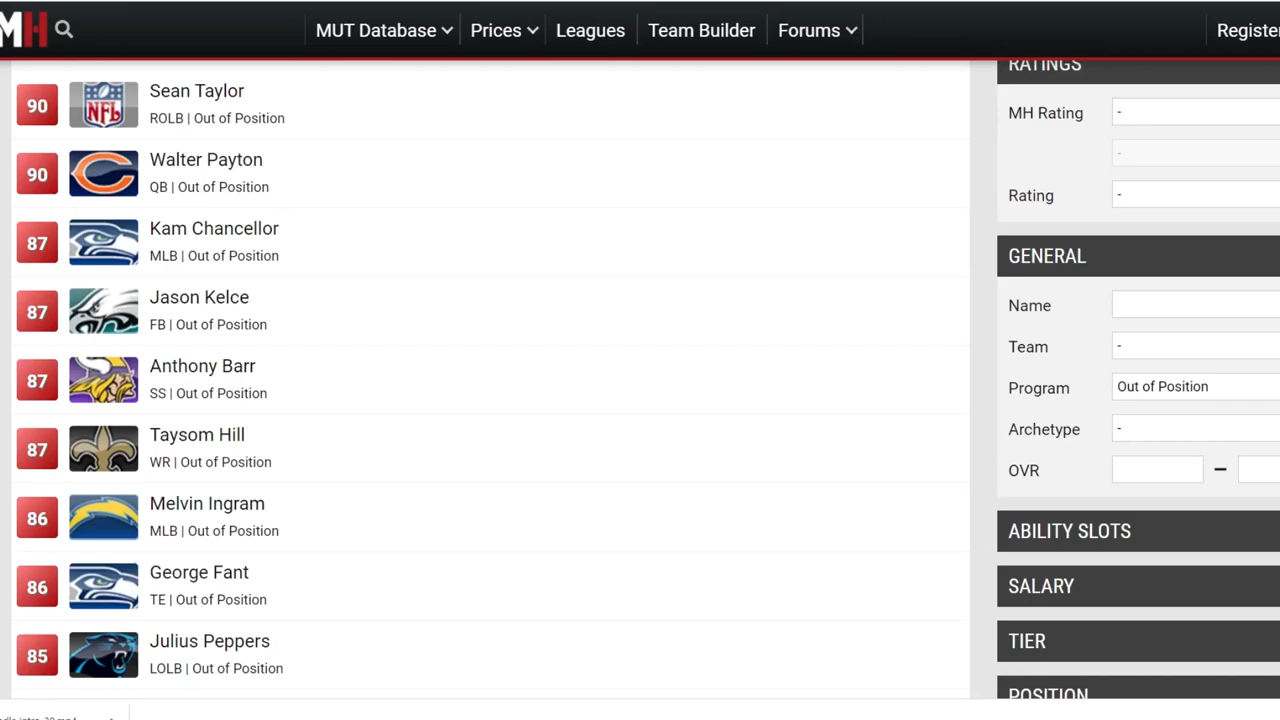 MH
MUT Database
Prices
Leagues
Team Builder
Forums
Register
90
NFL
Sean Taylor
ROLB | Out of Position
90
Walter Payton
QB | Out of Position
87
Kam Chancellor
MLB | Out of Position
87
Jason Kelce
FB | Out of Position
87
Anthony Barr
SS | Out of Position
87
Taysom Hill
WR | Out of Position
86
Melvin Ingram
MLB | Out of Position
86
George Fant
TE | Out of Position
85
Julius Peppers
LOLB | Out of Position
RATINGS
MH Rating -
-
Rating -
GENERAL
Name
Team -
Program Out of Position
Archetype -
OVR –
ABILITY SLOTS
SALARY
TIER
POSITION